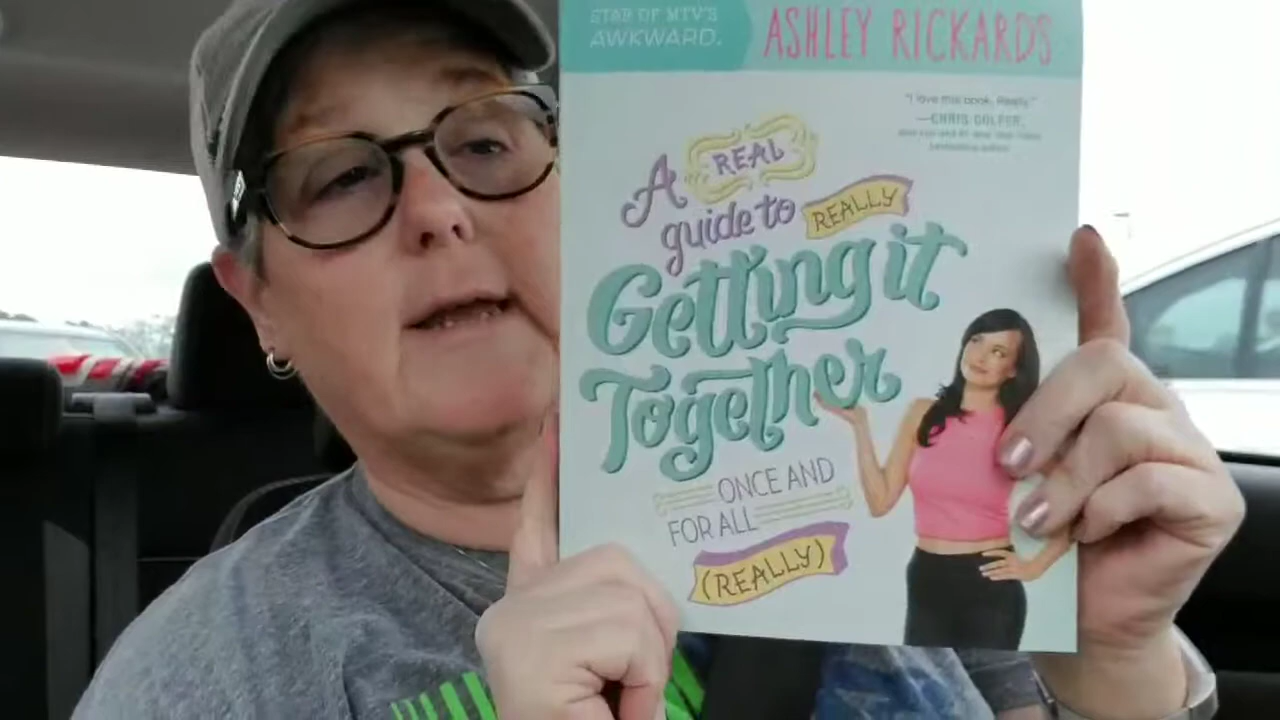 STAR OF MTV'S
AWKWARD.
ASHLEY RICKARDS
"I love this book. Really."
—CHRIS COLFER,
A REAL
guide to REALLY
Getting it
Together
ONCE AND
FOR ALL
(REALLY)